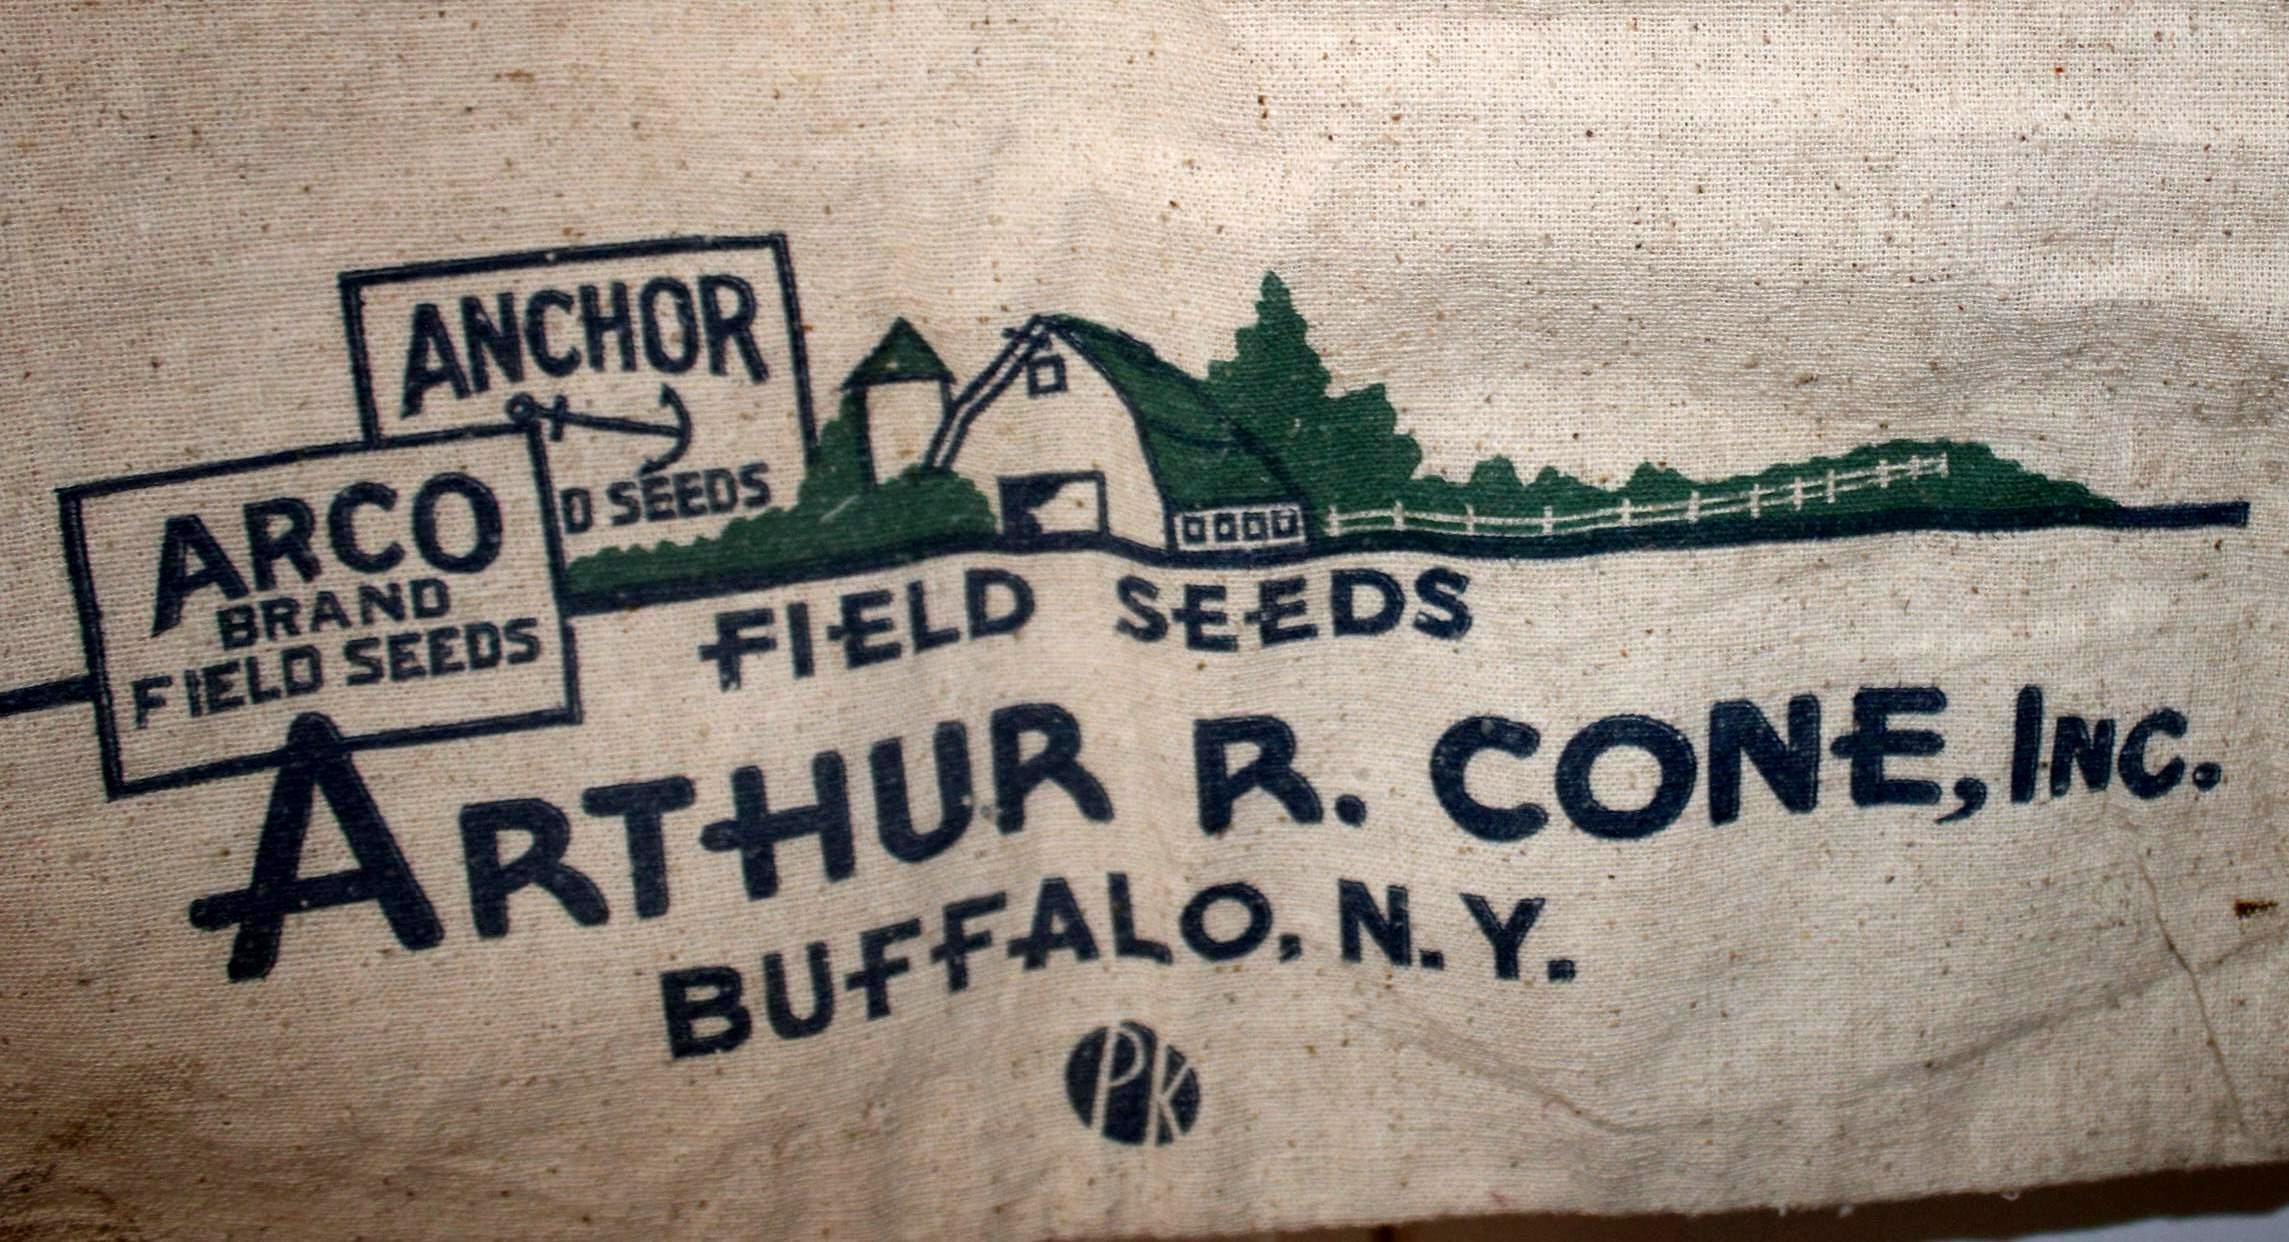 ANCHOR
D SEEDS
ARCO
BRAND
FIELD SEEDS
FIELD SEEDS
ARTHUR R. CONE, INC.
BUFFALO, N.Y.
PK